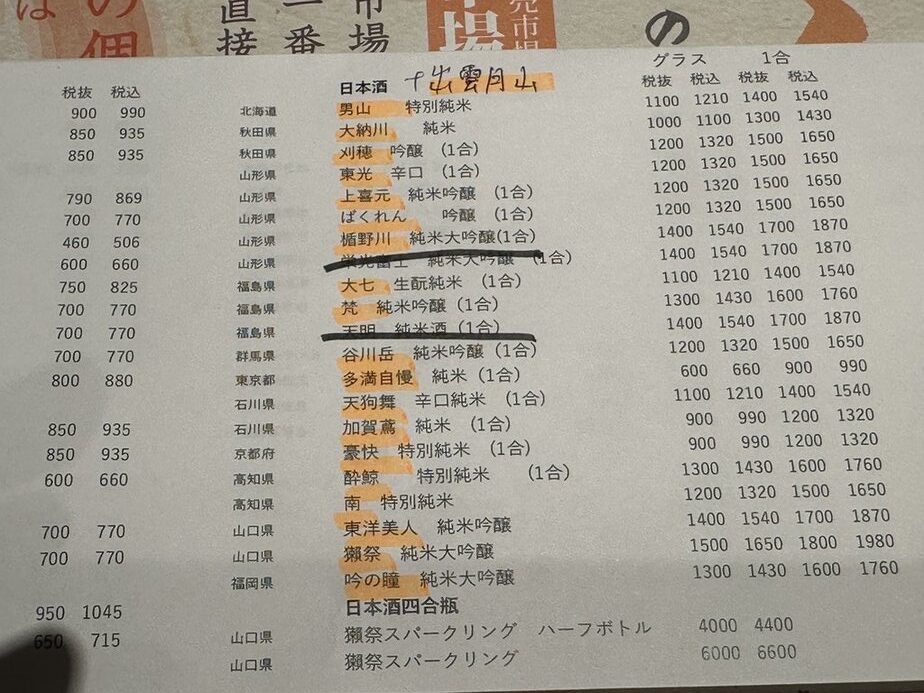 は の個 直接 一番 市場 市場 売市場 の
グラス 1合
税抜 税込 日本酒 十出雲月山 税抜 税込 税抜 税込
900 990 北海道 男山 特別純米 1100 1210 1400 1540
850 935 秋田県 大納川 純米 1000 1100 1300 1430
850 935 秋田県 刈穂 吟醸 (1合) 1200 1320 1500 1650
山形県 東光 辛口 (1合) 1200 1320 1500 1650
790 869 山形県 上喜元 純米吟醸 (1合) 1200 1320 1500 1650
700 770 山形県 ばくれん 吟醸 (1合) 1200 1320 1500 1650
460 506 山形県 楯野川 純米大吟醸(1合) 1400 1540 1700 1870
600 660 山形県 栄光冨士 純米大吟醸 (1合) 1400 1540 1700 1870
750 825 福島県 大七 生酛純米 (1合) 1100 1210 1400 1540
700 770 福島県 梵 純米吟醸 (1合) 1300 1430 1600 1760
700 770 福島県 天明 純米酒 (1合) 1400 1540 1700 1870
700 770 群馬県 谷川岳 純米吟醸 (1合) 1200 1320 1500 1650
800 880 東京都 多満自慢 純米 (1合) 600 660 900 990
石川県 天狗舞 辛口純米 (1合) 1100 1210 1400 1540
850 935 石川県 加賀鳶 純米 (1合) 900 990 1200 1320
850 935 京都府 豪快 特別純米 (1合) 900 990 1200 1320
600 660 高知県 酔鯨 特別純米 (1合) 1300 1430 1600 1760
高知県 南 特別純米 1200 1320 1500 1650
700 770 山口県 東洋美人 純米吟醸 1400 1540 1700 1870
700 770 山口県 獺祭 純米大吟醸 1500 1650 1800 1980
福岡県 吟の瞳 純米大吟醸 1300 1430 1600 1760
950 1045 日本酒四合瓶
650 715 山口県 獺祭スパークリング ハーフボトル 4000 4400
山口県 獺祭スパークリング 6000 6600